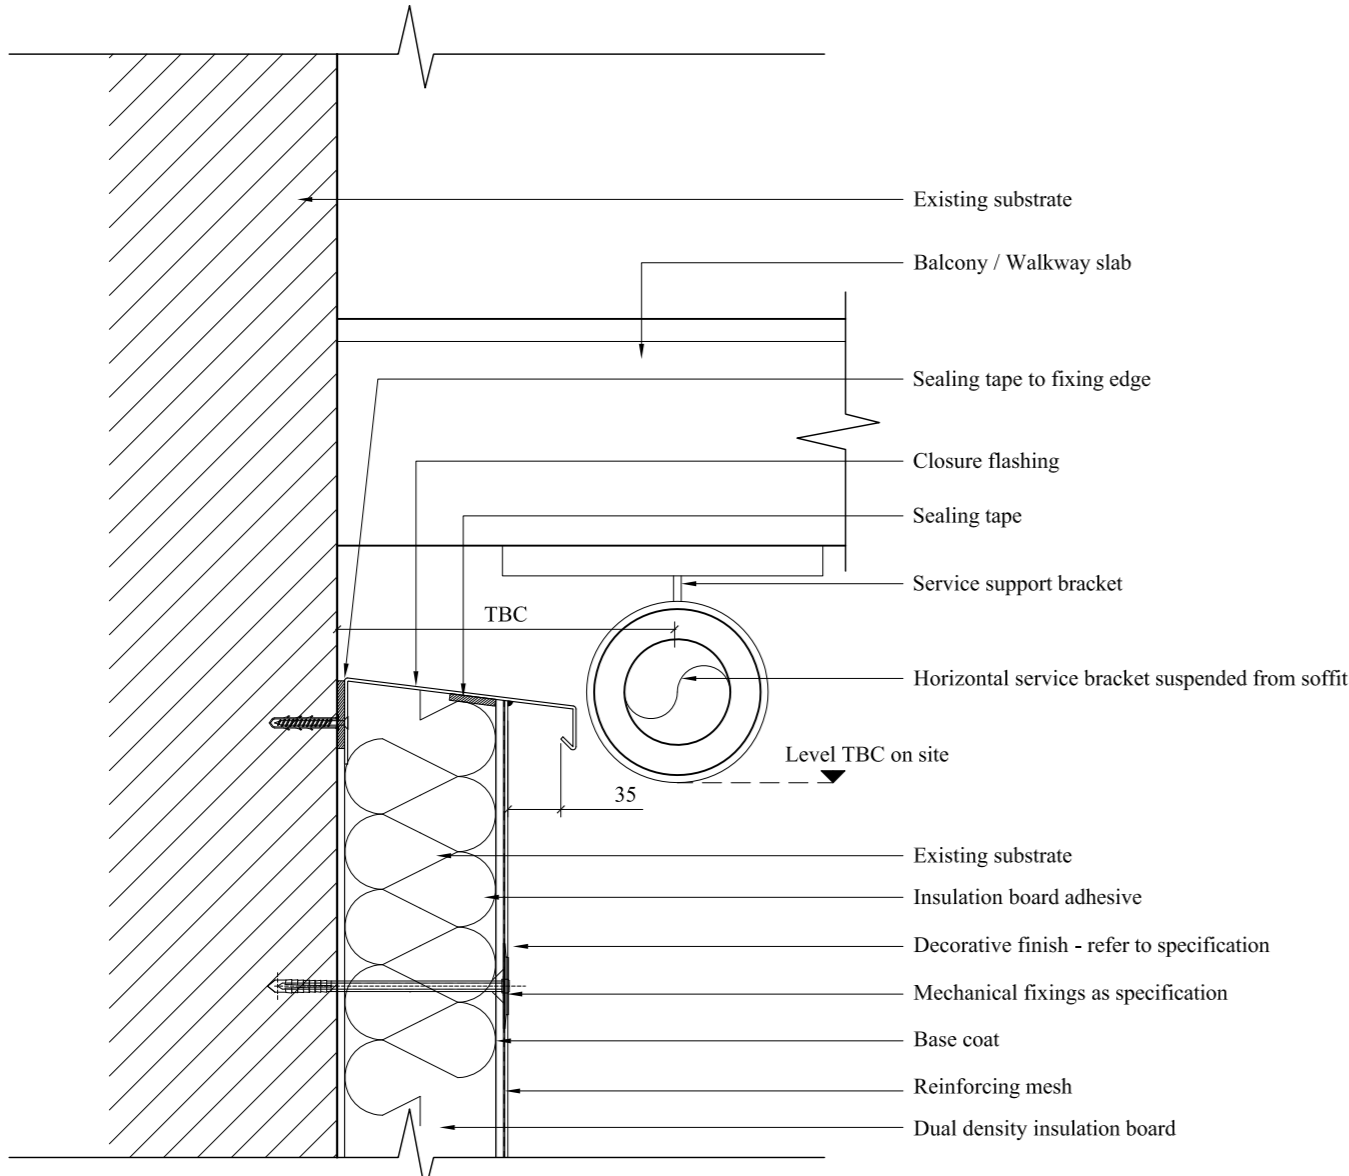 Existing substrate
Balcony / Walkway slab
Sealing tape to fixing edge
Closure flashing
Sealing tape
Service support bracket
TBC
Horizontal service bracket suspended from soffit
Level TBC on site
35
Existing substrate
Insulation board adhesive
Decorative finish - refer to specification
Mechanical fixings as specification
Base coat
Reinforcing mesh
Dual density insulation board